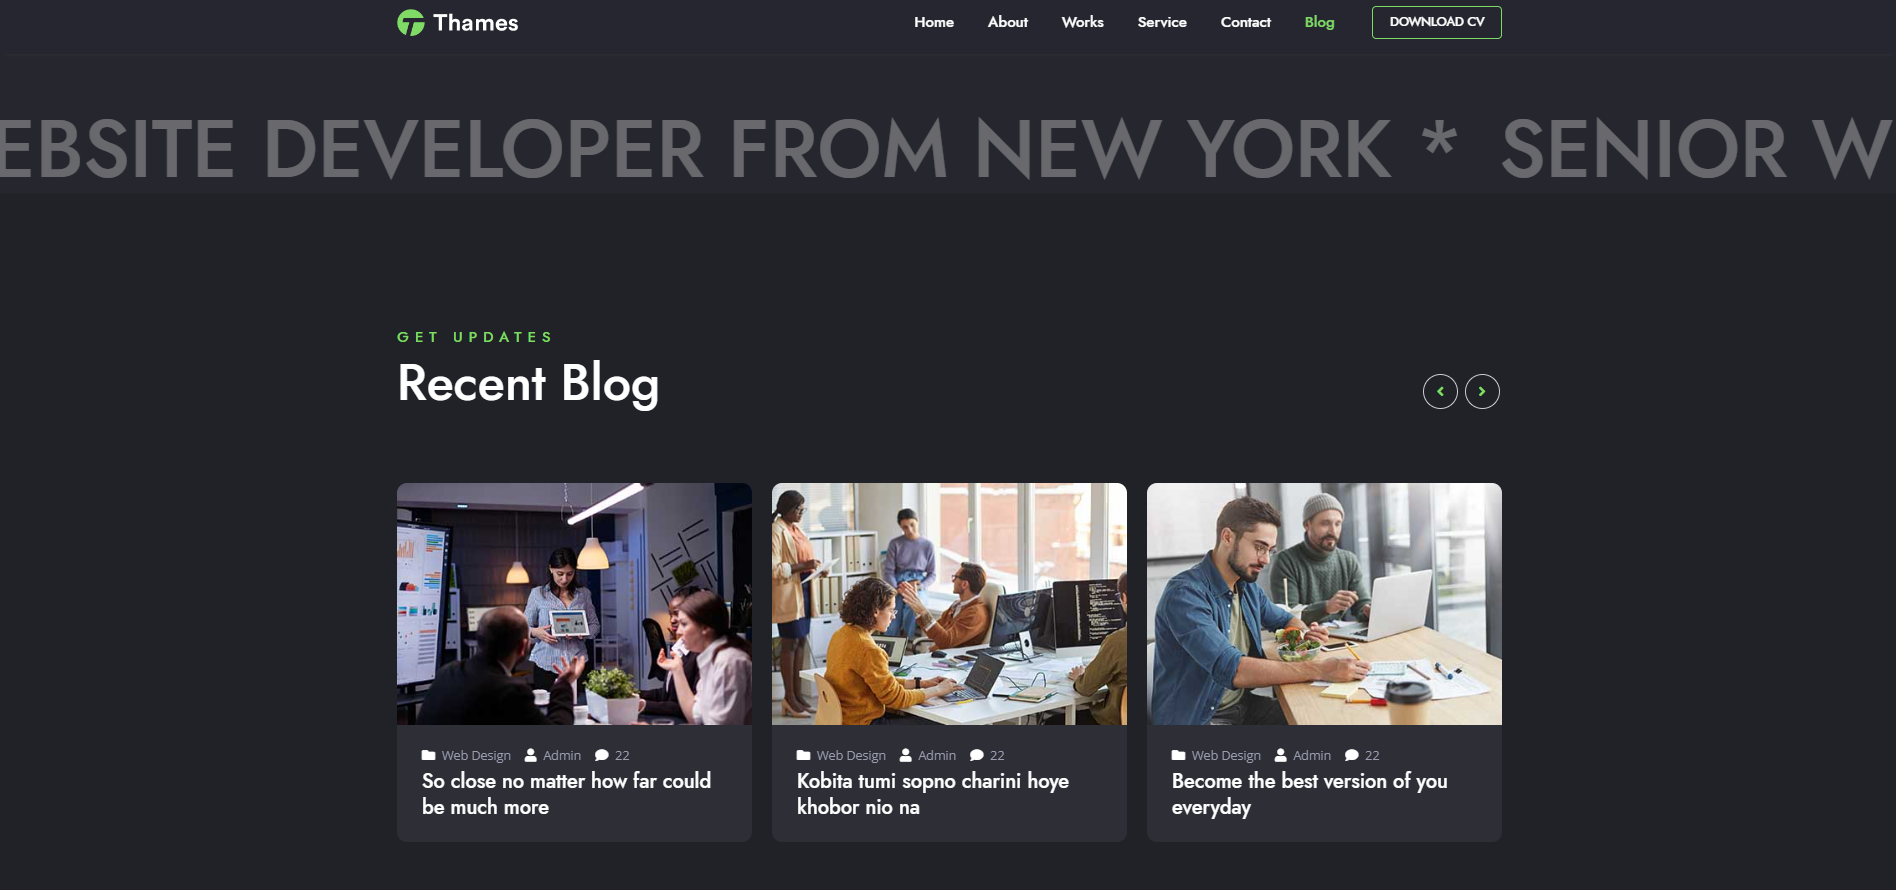 Thames
Home About Works Service Contact Blog DOWNLOAD CV
EBSITE DEVELOPER FROM NEW YORK * SENIOR W
GET UPDATES
Recent Blog
Web Design Admin 22
So close no matter how far could
be much more
Web Design Admin 22
Kobita tumi sopno charini hoye
khobor nio na
Web Design Admin 22
Become the best version of you
everyday